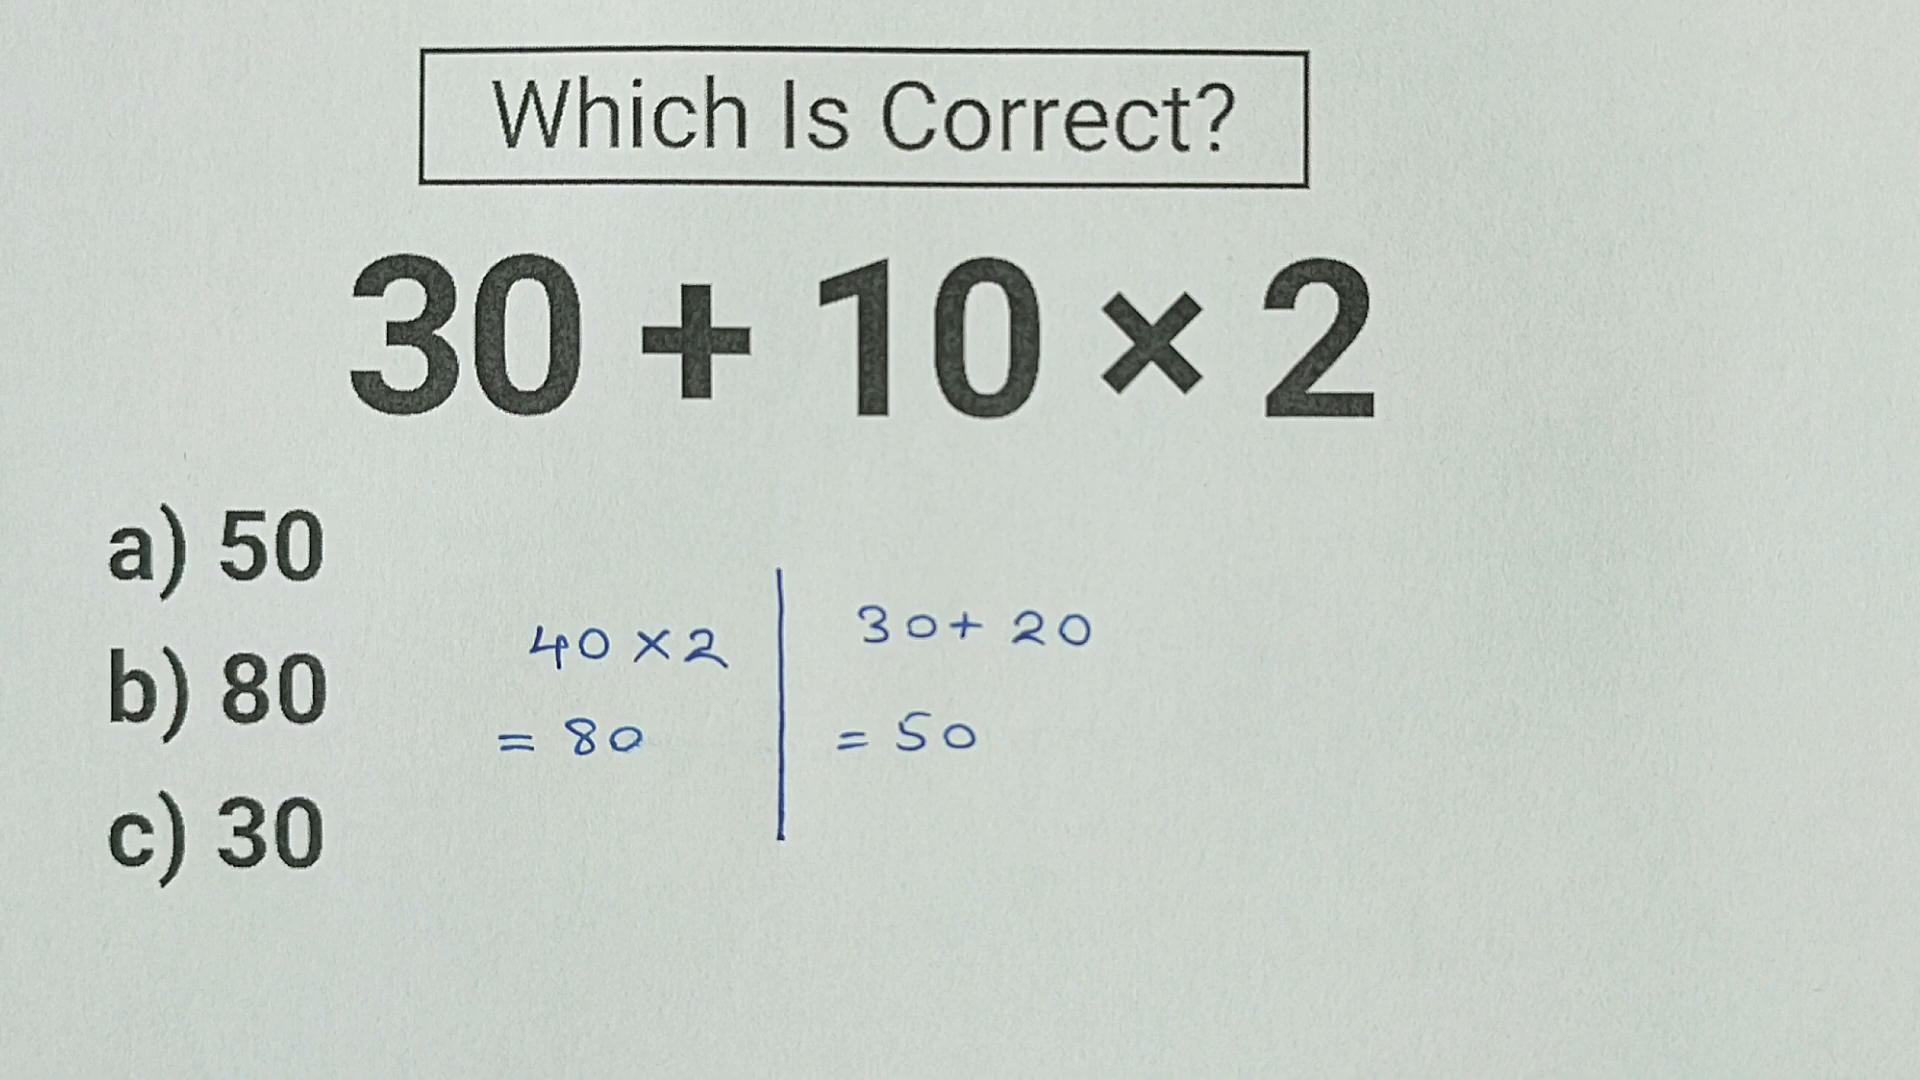 Which Is Correct?
30 + 10 × 2
a) 50
b) 80
c) 30
40 × 2
= 80
30 + 20
= 50